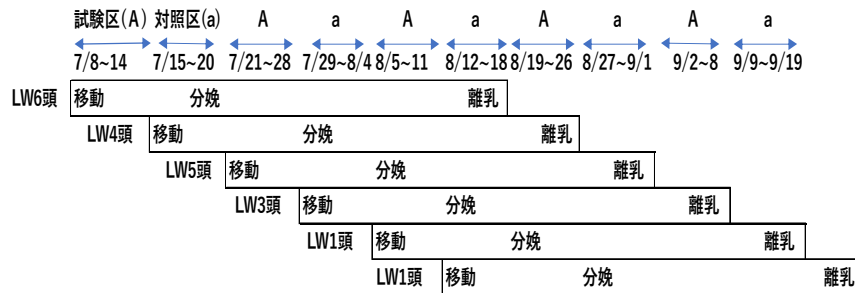 試験区(A) 対照区(a) A a A a A a A a
7/8~14 7/15~20 7/21~28 7/29~8/4 8/5~11 8/12~18 8/19~26 8/27~9/1 9/2~8 9/9~9/19
LW6頭 移動 分娩 離乳
LW4頭 移動 分娩 離乳
LW5頭 移動 分娩 離乳
LW3頭 移動 分娩 離乳
LW1頭 移動 分娩 離乳
LW1頭 移動 分娩 離乳